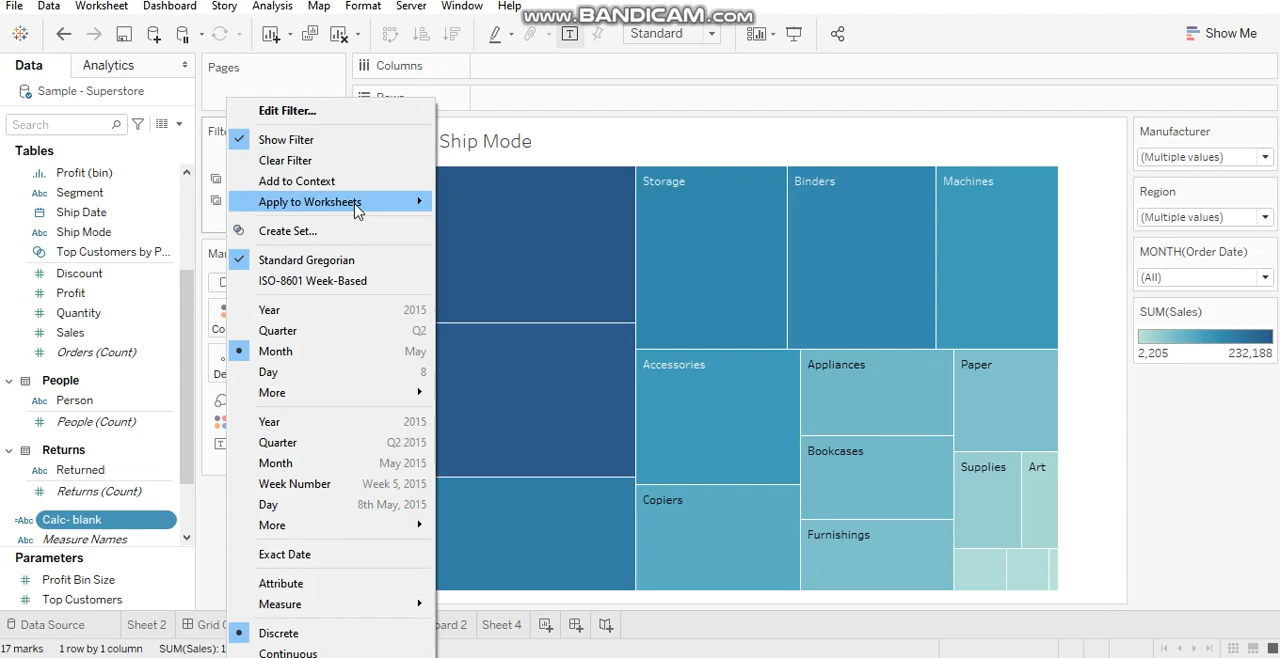 File Data Worksheet Dashboard Story Analysis Map Format Server Window Help
www.BANDICAM.com
Standard
Show Me
Data Analytics
Sample - Superstore
Search
Tables
Profit (bin)
Segment
Ship Date
Ship Mode
Top Customers by P...
Discount
Profit
Quantity
Sales
Orders (Count)
People
Person
People (Count)
Returns
Returned
Returns (Count)
Calc- blank
Measure Names
Parameters
Profit Bin Size
Top Customers
Pages
Columns
Edit Filter...
Show Filter
Clear Filter
Add to Context
Apply to Worksheets
Create Set...
Standard Gregorian
ISO-8601 Week-Based
Year 2015
Quarter Q2
Month May
Day 8
More
Year 2015
Quarter Q2 2015
Month May 2015
Week Number Week 5, 2015
Day 8th May, 2015
More
Exact Date
Attribute
Measure
Discrete
Continuous
Ship Mode
Storage
Binders
Machines
Accessories
Appliances
Paper
Bookcases
Supplies
Art
Copiers
Furnishings
Manufacturer
(Multiple values)
Region
(Multiple values)
MONTH(Order Date)
(All)
SUM(Sales)
2,205 232,188
Data Source Sheet 2 Grid Sheet 4
17 marks 1 row by 1 column